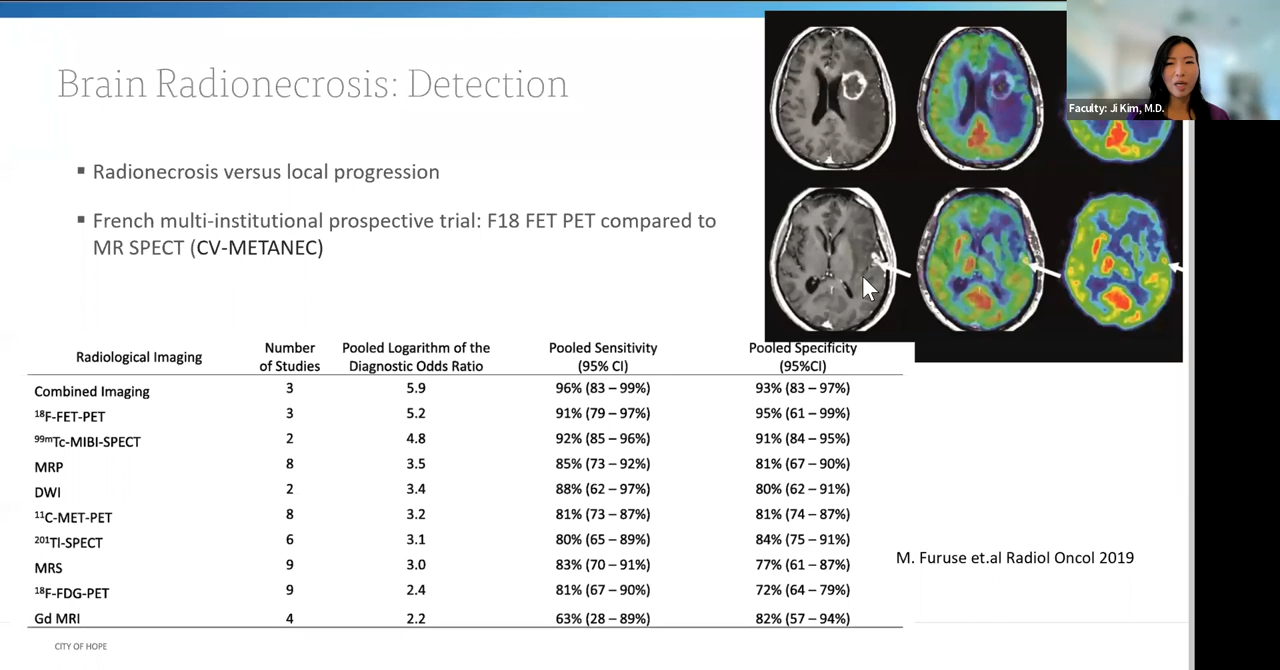 Brain Radionecrosis: Detection
Faculty: Ji Kim, M.D.
▪ Radionecrosis versus local progression
▪ French multi-institutional prospective trial: F18 FET PET compared to
MR SPECT (CV-METANEC)
Radiological Imaging Number of Studies Pooled Logarithm of the Diagnostic Odds Ratio Pooled Sensitivity (95% CI) Pooled Specificity (95%CI)
Combined Imaging 3 5.9 96% (83 – 99%) 93% (83 – 97%)
¹⁸F-FET-PET 3 5.2 91% (79 – 97%) 95% (61 – 99%)
⁹⁹ᵐTc-MIBI-SPECT 2 4.8 92% (85 – 96%) 91% (84 – 95%)
MRP 8 3.5 85% (73 – 92%) 81% (67 – 90%)
DWI 2 3.4 88% (62 – 97%) 80% (62 – 91%)
¹¹C-MET-PET 8 3.2 81% (73 – 87%) 81% (74 – 87%)
²⁰¹Tl-SPECT 6 3.1 80% (65 – 89%) 84% (75 – 91%)
MRS 9 3.0 83% (70 – 91%) 77% (61 – 87%)
¹⁸F-FDG-PET 9 2.4 81% (67 – 90%) 72% (64 – 79%)
Gd MRI 4 2.2 63% (28 – 89%) 82% (57 – 94%)
M. Furuse et.al Radiol Oncol 2019
CITY OF HOPE